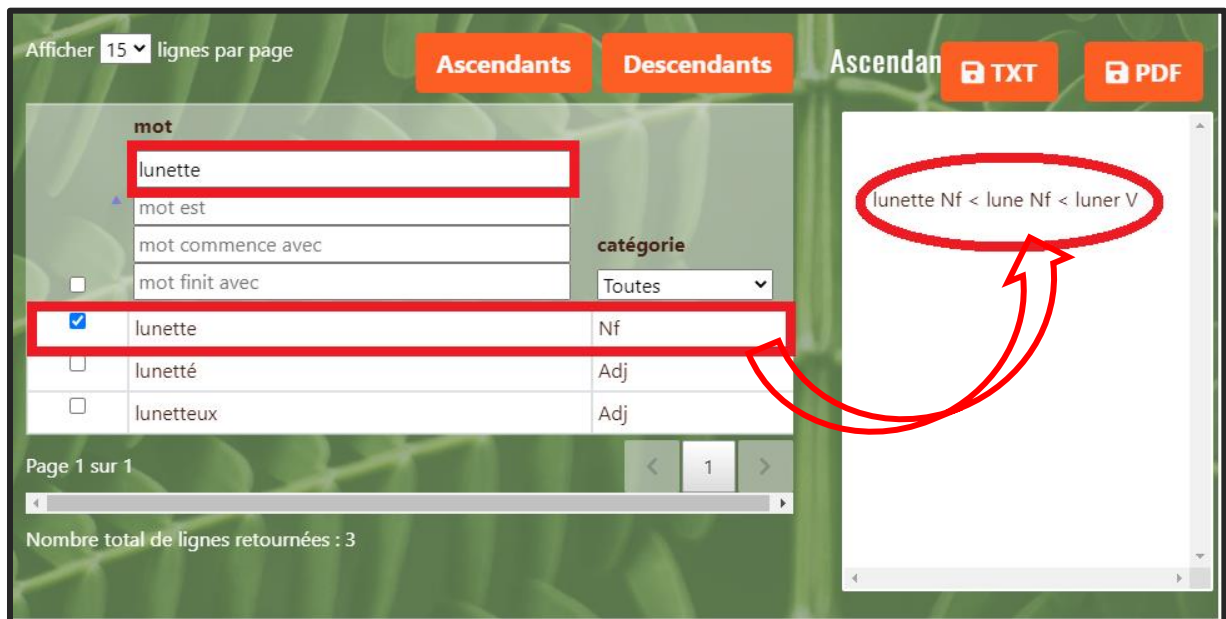 Afficher 15 lignes par page
Ascendants
Descendants
Ascendan
TXT
PDF
mot
lunette
mot est
mot commence avec
mot finit avec
catégorie
Toutes
lunette Nf
lunetté Adj
lunetteux Adj
Page 1 sur 1
< 1 >
Nombre total de lignes retournées : 3
lunette Nf < lune Nf < luner V